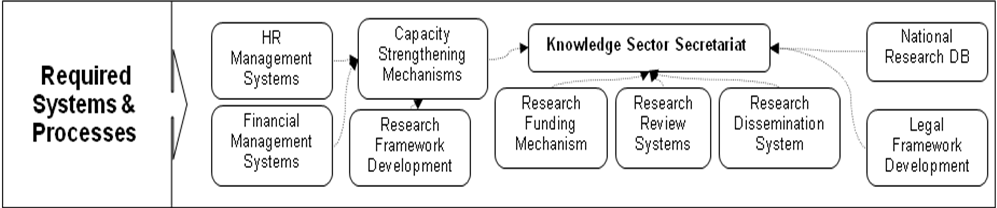 Required
Systems &
Processes
HR
Management
Systems
Financial
Management
Systems
Capacity
Strengthening
Mechanisms
Research
Framework
Development
Knowledge Sector Secretariat
Research
Funding
Mechanism
Research
Review
Systems
Research
Dissemination
System
National
Research DB
Legal
Framework
Development